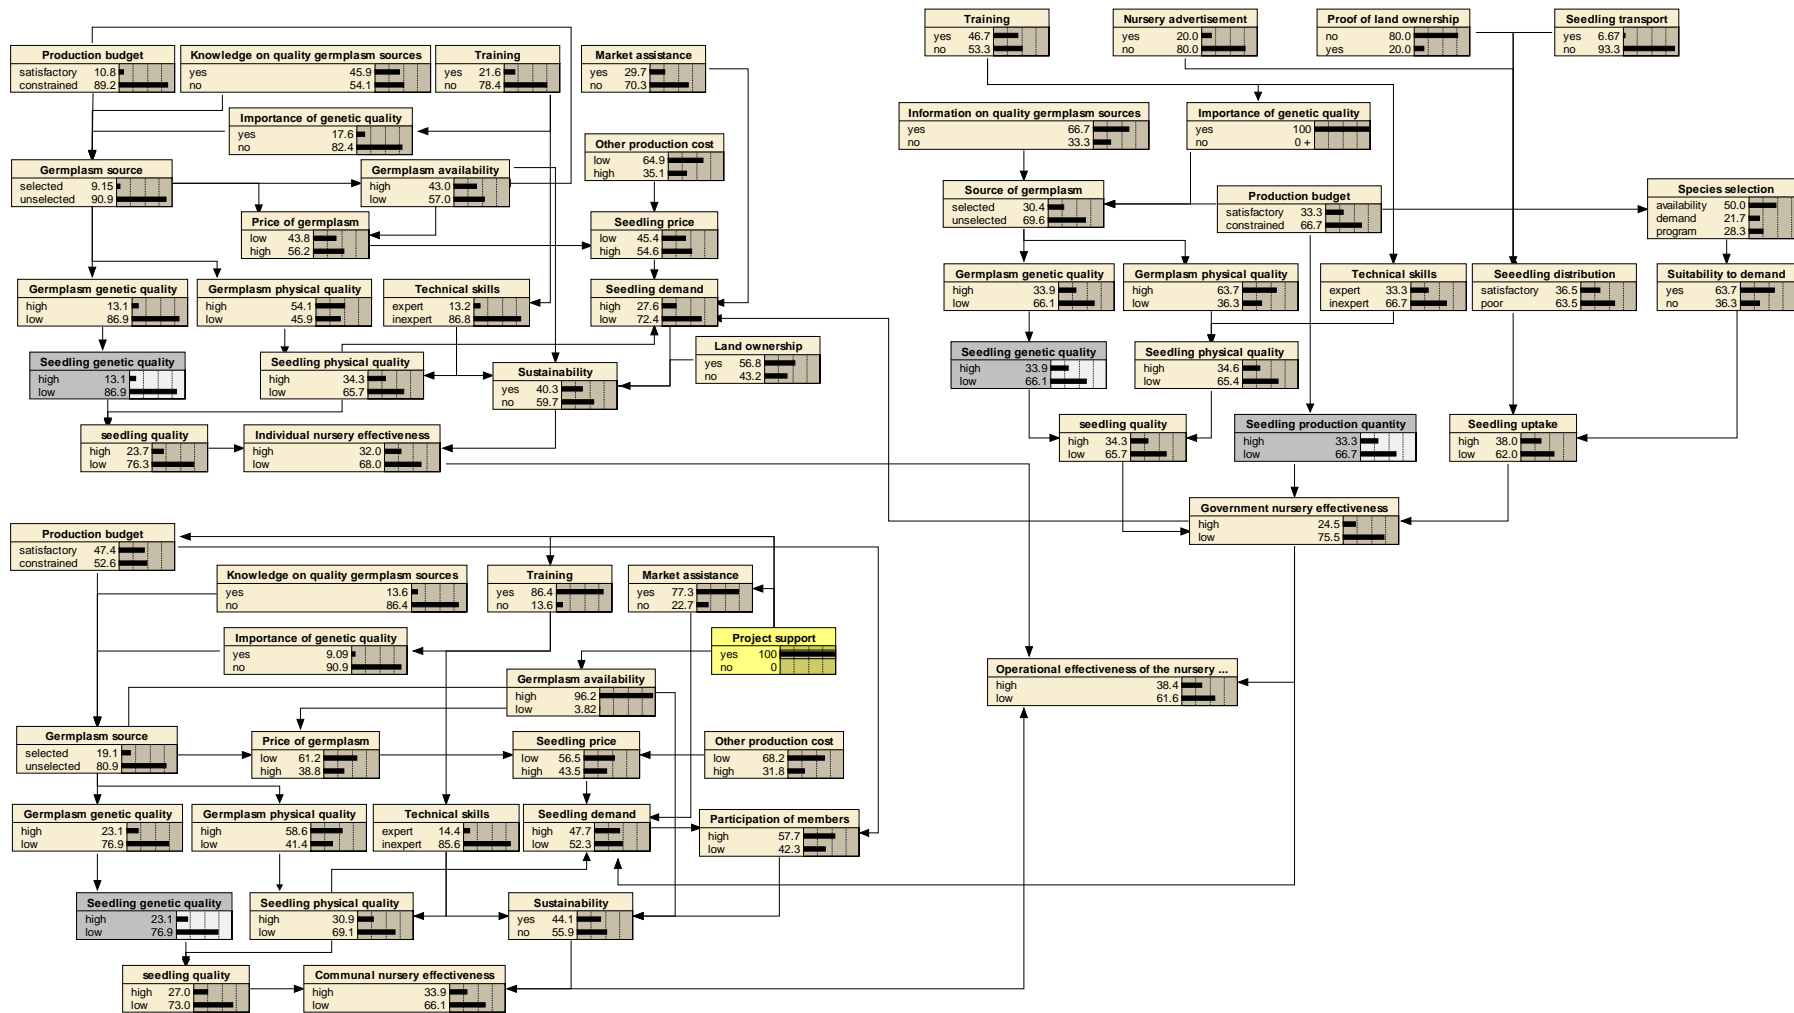 Production budget
satisfactory 10.8
constrained 89.2
Knowledge on quality germplasm sources
yes 45.9
no 54.1
Training
yes 21.6
no 78.4
Market assistance
yes 29.7
no 70.3
Importance of genetic quality
yes 17.6
no 82.4
Other production cost
low 64.9
high 35.1
Germplasm source
selected 9.15
unselected 90.9
Germplasm availability
high 43.0
low 57.0
Price of germplasm
low 43.8
high 56.2
Seedling price
low 45.4
high 54.6
Germplasm genetic quality
high 13.1
low 86.9
Germplasm physical quality
high 54.1
low 45.9
Technical skills
expert 13.2
inexpert 86.8
Seedling demand
high 27.6
low 72.4
Land ownership
yes 56.8
no 43.2
Seedling genetic quality
high 13.1
low 86.9
Seedling physical quality
high 34.3
low 65.7
Sustainability
yes 40.3
no 59.7
seedling quality
high 23.7
low 76.3
Individual nursery effectiveness
high 32.0
low 68.0
Training
yes 46.7
no 53.3
Nursery advertisement
yes 20.0
no 80.0
Proof of land ownership
no 80.0
yes 20.0
Seedling transport
yes 6.67
no 93.3
Information on quality germplasm sources
yes 66.7
no 33.3
Importance of genetic quality
yes 100
no 0 +
Source of germplasm
selected 30.4
unselected 69.6
Production budget
satisfactory 33.3
constrained 66.7
Species selection
availability 50.0
demand 21.7
program 28.3
Germplasm genetic quality
high 33.9
low 66.1
Germplasm physical quality
high 63.7
low 36.3
Technical skills
expert 33.3
inexpert 66.7
Seeedling distribution
satisfactory 36.5
poor 63.5
Suitability to demand
yes 63.7
no 36.3
Seedling genetic quality
high 33.9
low 66.1
Seedling physical quality
high 34.6
low 65.4
seedling quality
high 34.3
low 65.7
Seedling production quantity
high 33.3
low 66.7
Seedling uptake
high 38.0
low 62.0
Government nursery effectiveness
high 24.5
low 75.5
Production budget
satisfactory 47.4
constrained 52.6
Knowledge on quality germplasm sources
yes 13.6
no 86.4
Training
yes 86.4
no 13.6
Market assistance
yes 77.3
no 22.7
Importance of genetic quality
yes 9.09
no 90.9
Project support
yes 100
no 0
Germplasm availability
high 96.2
low 3.82
Operational effectiveness of the nursery ...
high 38.4
low 61.6
Germplasm source
selected 19.1
unselected 80.9
Price of germplasm
low 61.2
high 38.8
Seedling price
low 56.5
high 43.5
Other production cost
low 68.2
high 31.8
Germplasm genetic quality
high 23.1
low 76.9
Germplasm physical quality
high 58.6
low 41.4
Technical skills
expert 14.4
inexpert 85.6
Seedling demand
high 47.7
low 52.3
Participation of members
high 57.7
low 42.3
Seedling genetic quality
high 23.1
low 76.9
Seedling physical quality
high 30.9
low 69.1
Sustainability
yes 44.1
no 55.9
seedling quality
high 27.0
low 73.0
Communal nursery effectiveness
high 33.9
low 66.1